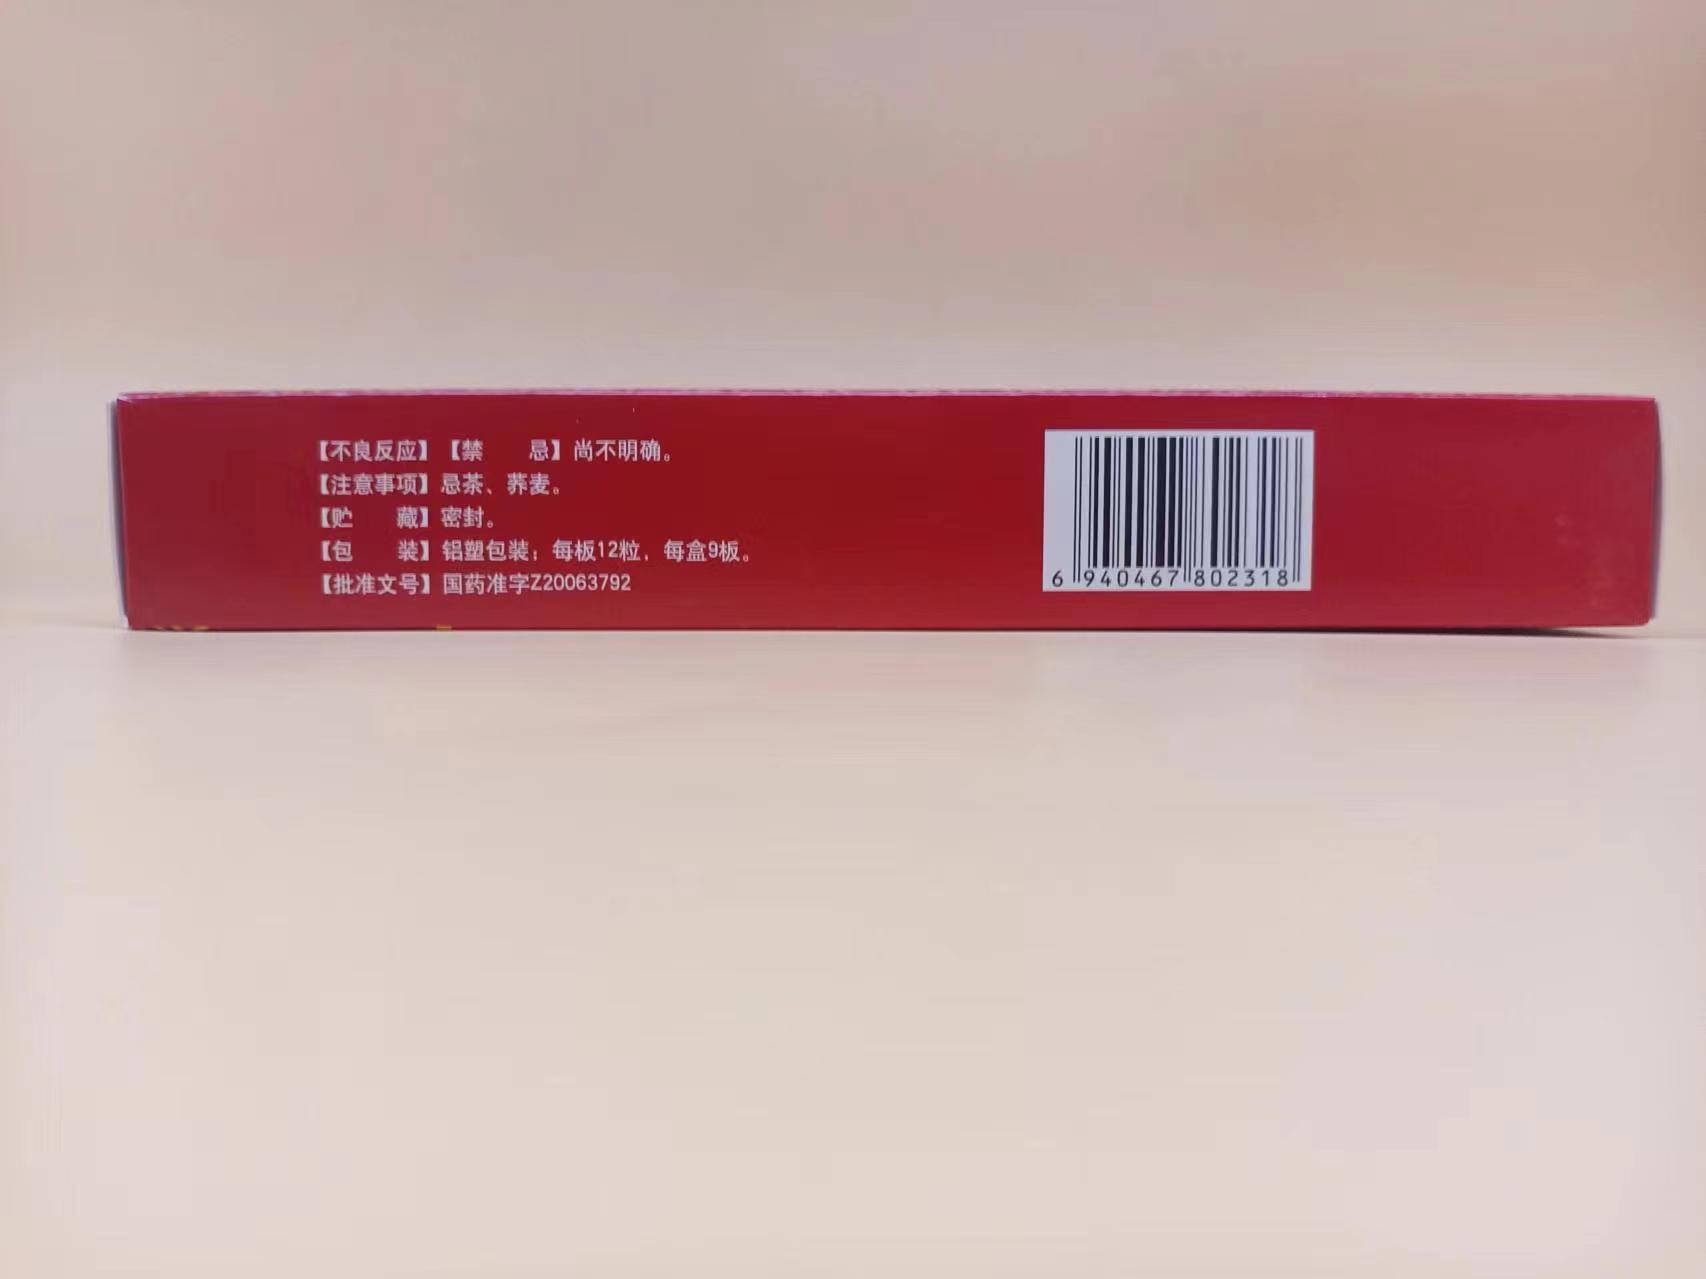 【不良反应】【禁　　忌】尚不明确。
【注意事项】忌茶、荞麦。
【贮　　藏】密封。
【包　　装】铝塑包装；每板12粒，每盒9板。
【批准文号】国药准字Z20063792
6 940467 802318